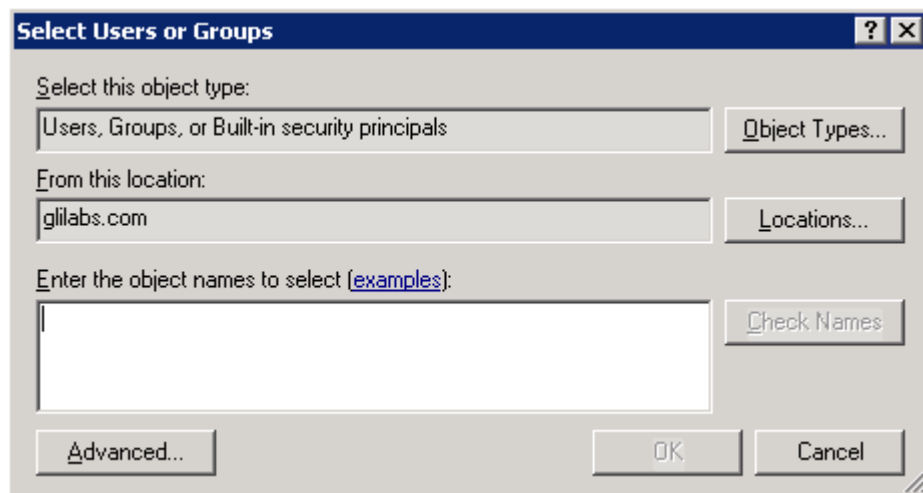 Select Users or Groups
Select this object type:
Users, Groups, or Built-in security principals
Object Types...
From this location:
glilabs.com
Locations...
Enter the object names to select (examples):
Check Names
Advanced...
OK
Cancel